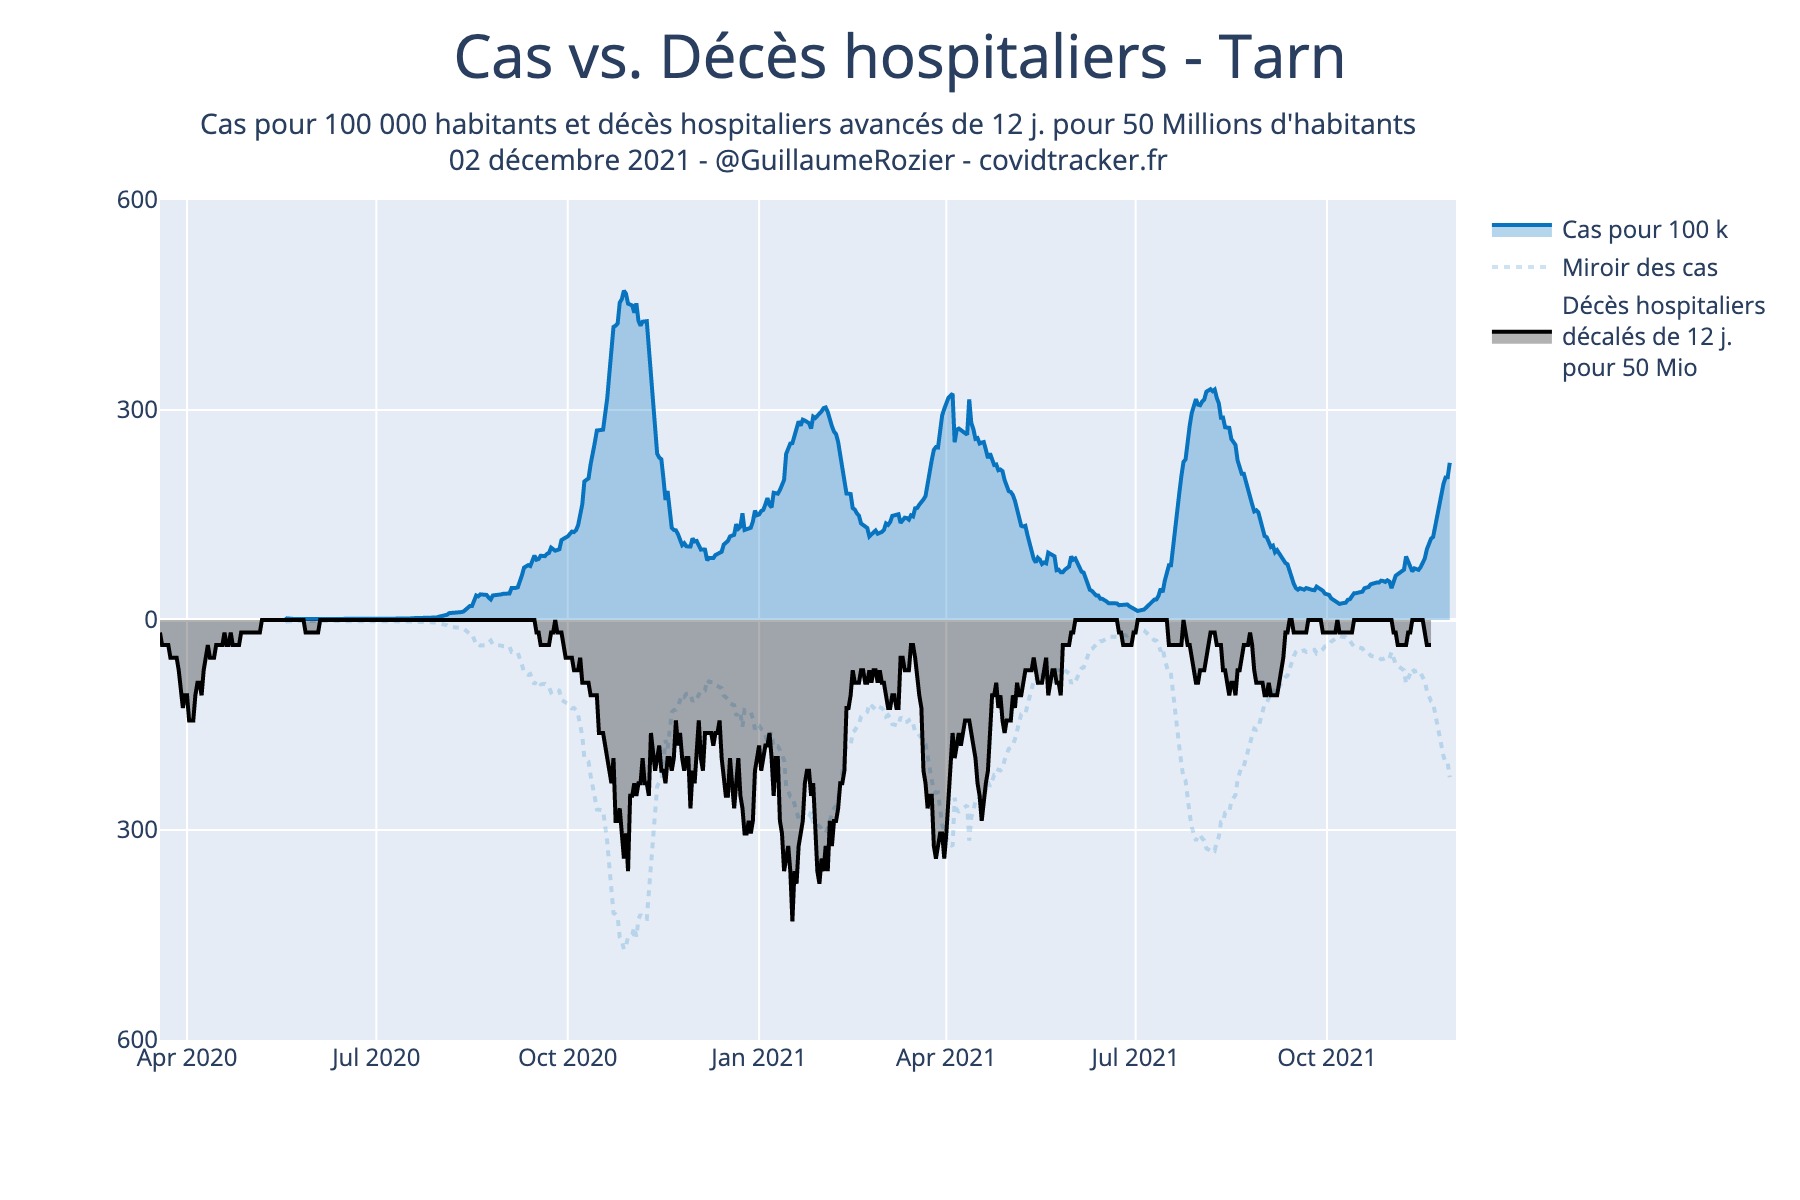 Cas vs. Décès hospitaliers - Tarn
Cas pour 100 000 habitants et décès hospitaliers avancés de 12 j. pour 50 Millions d'habitants
02 décembre 2021 - @GuillaumeRozier - covidtracker.fr
600
300
0
300
600
Apr 2020
Jul 2020
Oct 2020
Jan 2021
Apr 2021
Jul 2021
Oct 2021
Cas pour 100 k
Miroir des cas
Décès hospitaliers
décalés de 12 j.
pour 50 Mio